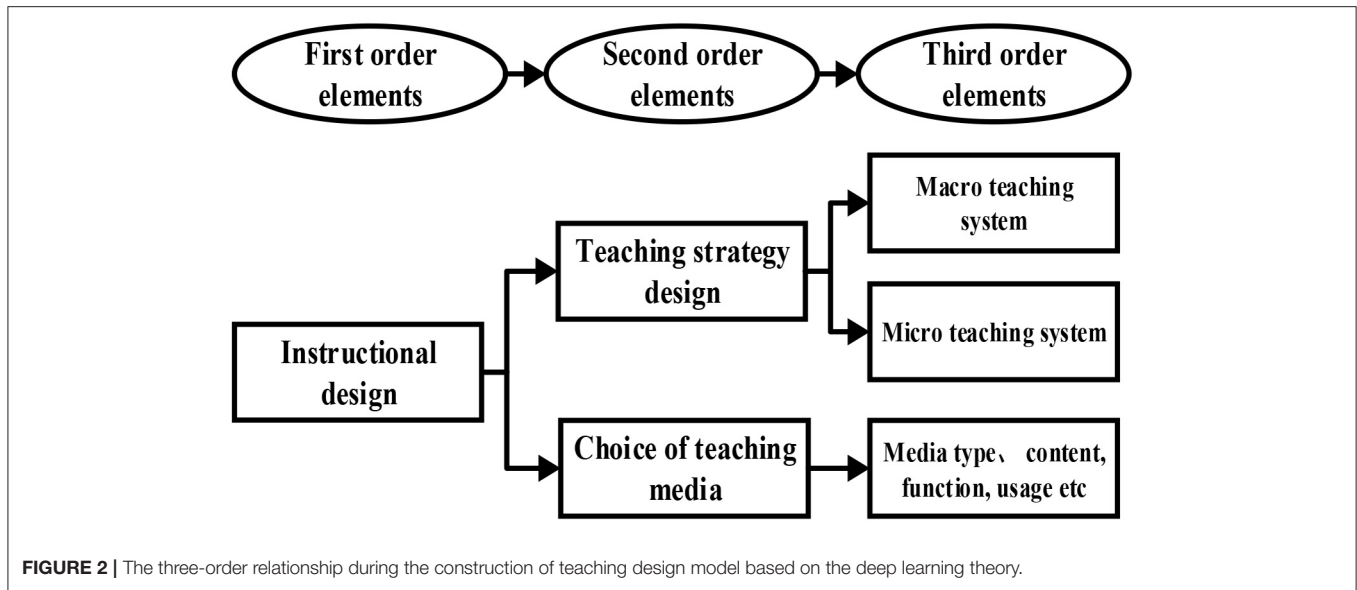 First order
elements
Second order
elements
Third order
elements
Macro teaching
system
Teaching strategy
design
Micro teaching system
Instructional
design
Choice of teaching
media
Media type、 content,
function, usage etc
FIGURE 2 | The three-order relationship during the construction of teaching design model based on the deep learning theory.